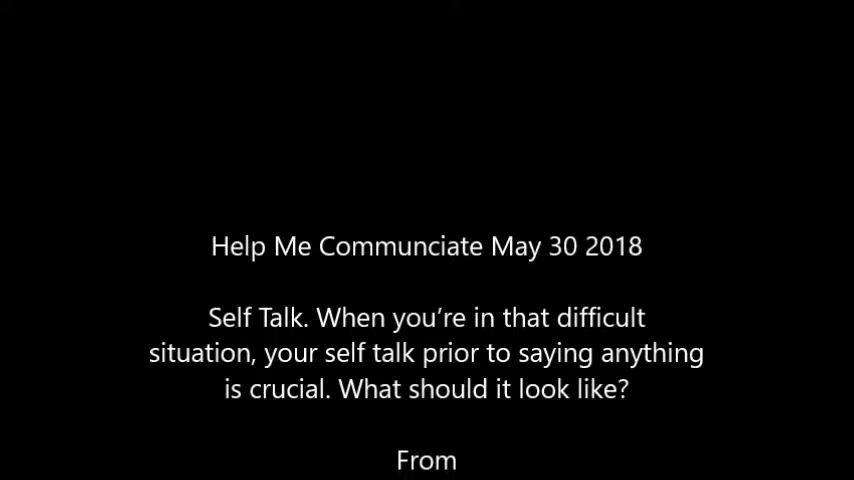 Help Me Communciate May 30 2018
Self Talk. When you’re in that difficult
situation, your self talk prior to saying anything
is crucial. What should it look like?
From